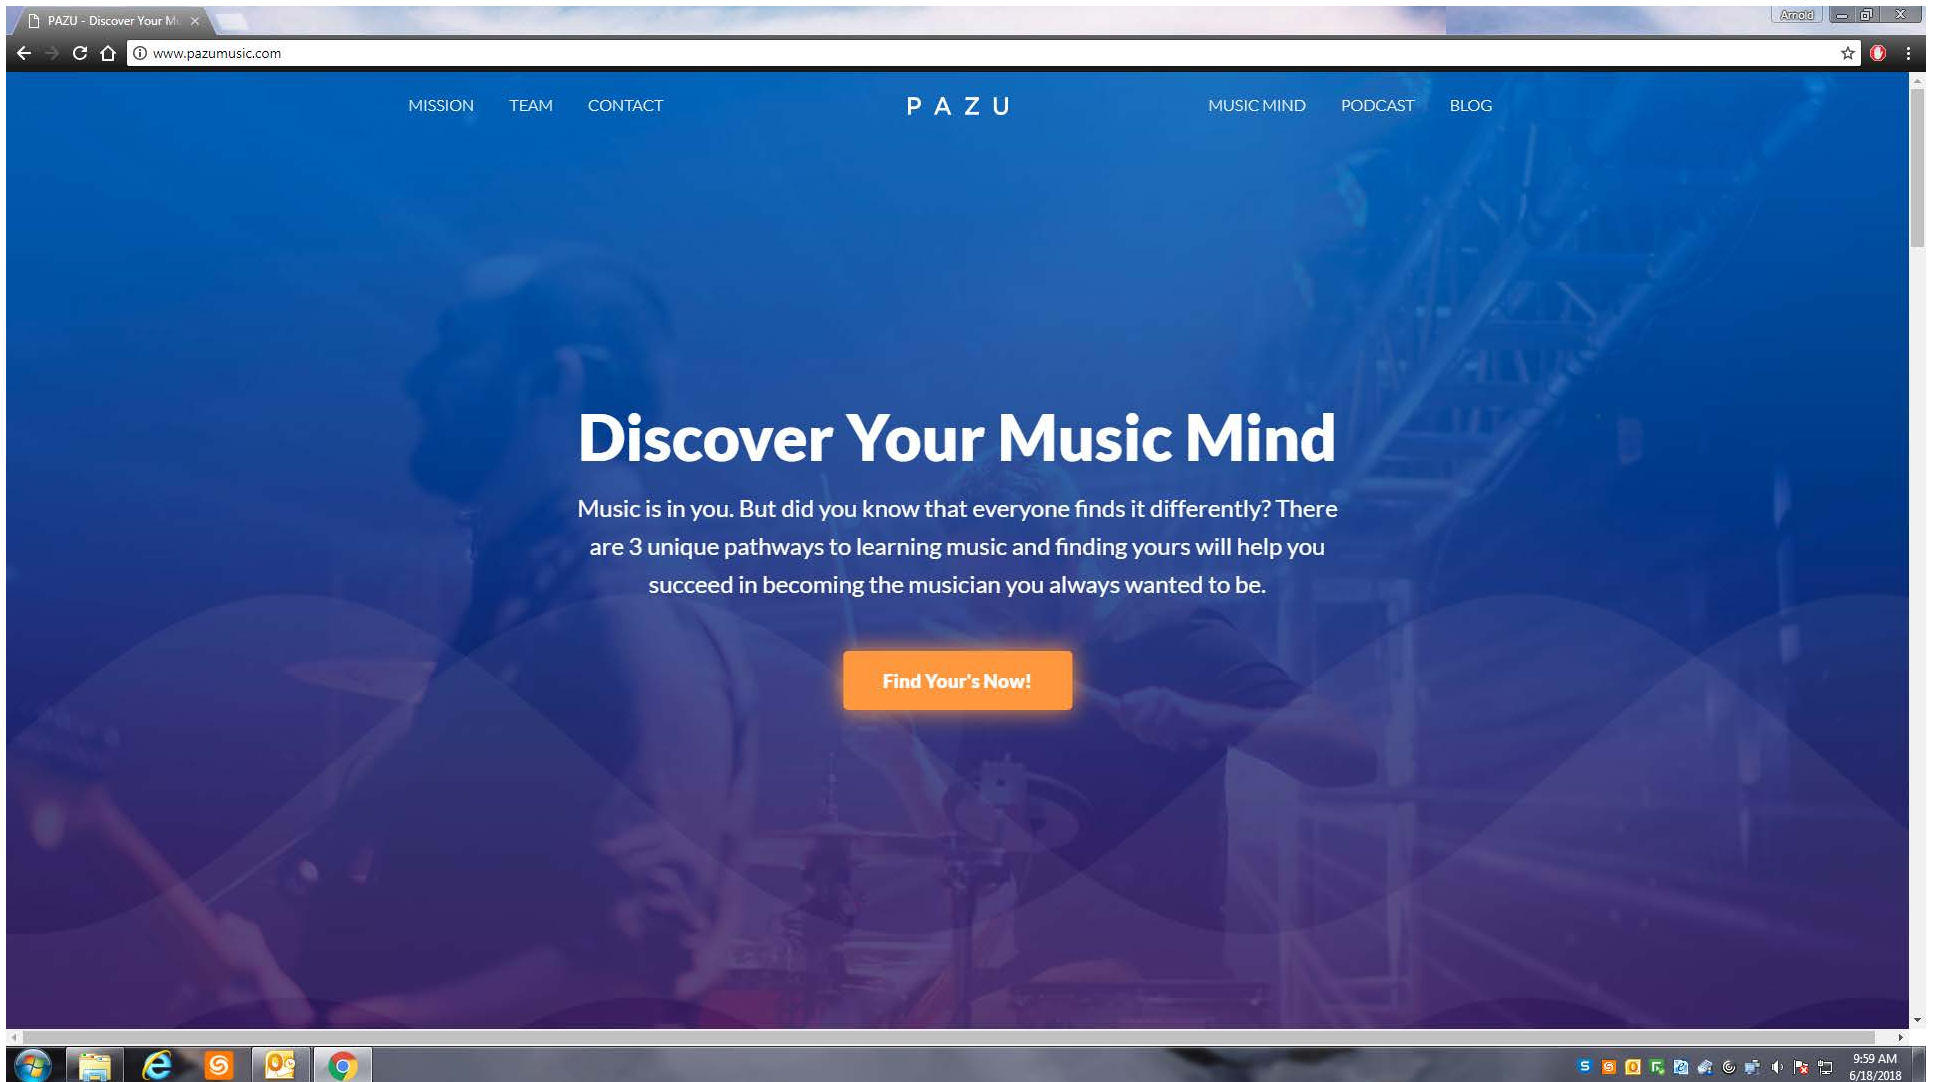 PAZU - Discover Your M
Arnold
www.pazumusic.com
MISSION TEAM CONTACT PAZU MUSIC MIND PODCAST BLOG
Discover Your Music Mind
Music is in you. But did you know that everyone finds it differently? There
are 3 unique pathways to learning music and finding yours will help you
succeed in becoming the musician you always wanted to be.
Find Your's Now!
9:59 AM
6/18/2018